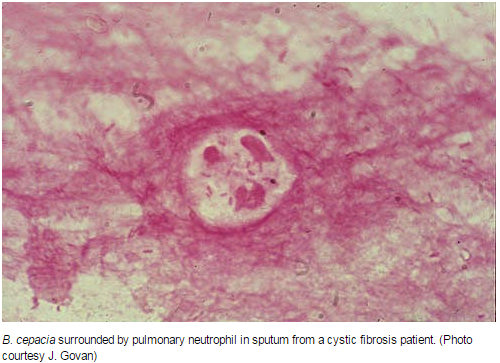 B. cepacia surrounded by pulmonary neutrophil in sputum from a cystic fibrosis patient. (Photo
courtesy J. Govan)